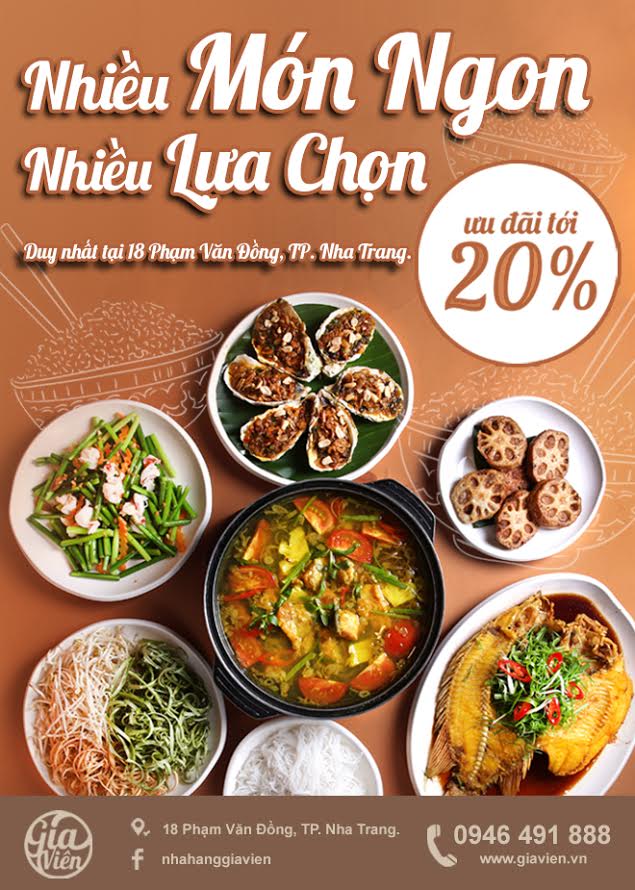 Nhiều Món Ngon
Nhiều Lựa Chọn
Duy nhất tại 18 Phạm Văn Đồng, TP. Nha Trang.
ưu đãi tới
20%
Gia
Viên
18 Phạm Văn Đồng, TP. Nha Trang.
nhahanggiavien
0946 491 888
www.giavien.vn